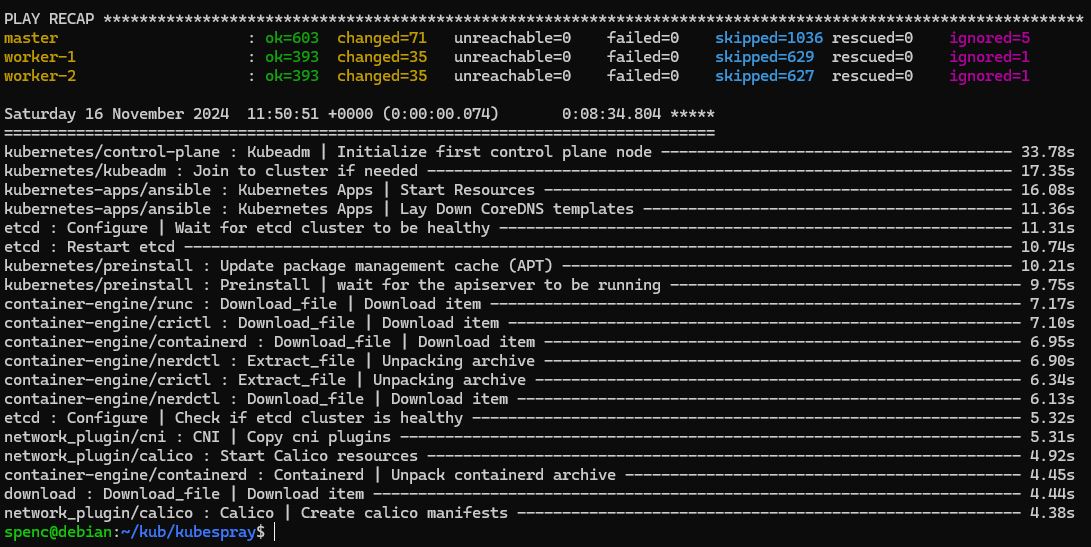 PLAY RECAP *************************************************************************************************************
master                     : ok=603  changed=71   unreachable=0    failed=0    skipped=1036 rescued=0    ignored=5
worker-1                   : ok=393  changed=35   unreachable=0    failed=0    skipped=629  rescued=0    ignored=1
worker-2                   : ok=393  changed=35   unreachable=0    failed=0    skipped=627  rescued=0    ignored=1
Saturday 16 November 2024  11:50:51 +0000 (0:00:00.074)       0:08:34.804 *****
===============================================================================
kubernetes/control-plane : Kubeadm | Initialize first control plane node --------------------------------------- 33.78s
kubernetes/kubeadm : Join to cluster if needed ----------------------------------------------------------------- 17.35s
kubernetes-apps/ansible : Kubernetes Apps | Start Resources ---------------------------------------------------- 16.08s
kubernetes-apps/ansible : Kubernetes Apps | Lay Down CoreDNS templates ----------------------------------------- 11.36s
etcd : Configure | Wait for etcd cluster to be healthy --------------------------------------------------------- 11.31s
etcd : Restart etcd -------------------------------------------------------------------------------------------- 10.74s
kubernetes/preinstall : Update package management cache (APT) -------------------------------------------------- 10.21s
kubernetes/preinstall : Preinstall | wait for the apiserver to be running --------------------------------------- 9.75s
container-engine/runc : Download_file | Download item ----------------------------------------------------------- 7.17s
container-engine/crictl : Download_file | Download item --------------------------------------------------------- 7.10s
container-engine/containerd : Download_file | Download item ----------------------------------------------------- 6.95s
container-engine/nerdctl : Extract_file | Unpacking archive ----------------------------------------------------- 6.90s
container-engine/crictl : Extract_file | Unpacking archive ------------------------------------------------------ 6.34s
container-engine/nerdctl : Download_file | Download item -------------------------------------------------------- 6.13s
etcd : Configure | Check if etcd cluster is healthy ------------------------------------------------------------- 5.32s
network_plugin/cni : CNI | Copy cni plugins --------------------------------------------------------------------- 5.31s
network_plugin/calico : Start Calico resources ------------------------------------------------------------------ 4.92s
container-engine/containerd : Containerd | Unpack containerd archive -------------------------------------------- 4.45s
download : Download_file | Download item ------------------------------------------------------------------------ 4.44s
network_plugin/calico : Calico | Create calico manifests -------------------------------------------------------- 4.38s
spenc@debian:~/kub/kubespray$